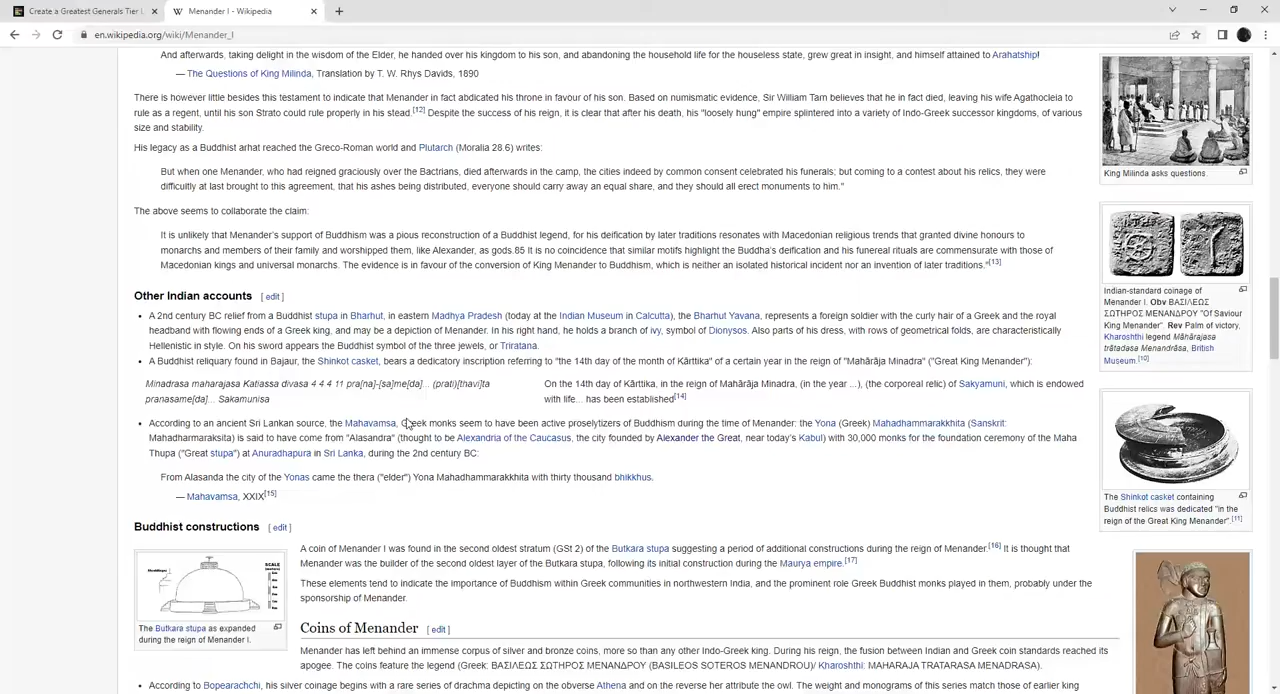 Create a Greatest Generals Tier l
Menander I - Wikipedia
en.wikipedia.org/wiki/Menander_I
And afterwards, taking delight in the wisdom of the Elder, he handed over his kingdom to his son, and abandoning the household life for the houseless state, grew great in insight, and himself attained to Arahatship!
— The Questions of King Milinda, Translation by T. W. Rhys Davids, 1890
There is however little besides this testament to indicate that Menander in fact abdicated his throne in favour of his son. Based on numismatic evidence, Sir William Tarn believes that he in fact died, leaving his wife Agathocleia to
rule as a regent, until his son Strato could rule properly in his stead.[12] Despite the success of his reign, it is clear that after his death, his "loosely hung" empire splintered into a variety of Indo-Greek successor kingdoms, of various
size and stability.
His legacy as a Buddhist arhat reached the Greco-Roman world and Plutarch (Moralia 28.6) writes:
But when one Menander, who had reigned graciously over the Bactrians, died afterwards in the camp, the cities indeed by common consent celebrated his funerals; but coming to a contest about his relics, they were
difficultly at last brought to this agreement, that his ashes being distributed, everyone should carry away an equal share, and they should all erect monuments to him."
The above seems to collaborate the claim:
It is unlikely that Menander's support of Buddhism was a pious reconstruction of a Buddhist legend, for his deification by later traditions resonates with Macedonian religious trends that granted divine honours to
monarchs and members of their family and worshipped them, like Alexander, as gods.85 It is no coincidence that similar motifs highlight the Buddha's deification and his funereal rituals are commensurate with those of
Macedonian kings and universal monarchs. The evidence is in favour of the conversion of King Menander to Buddhism, which is neither an isolated historical incident nor an invention of later traditions."[13]
Other Indian accounts [ edit ]
• A 2nd century BC relief from a Buddhist stupa in Bharhut, in eastern Madhya Pradesh (today at the Indian Museum in Calcutta), the Bharhut Yavana, represents a foreign soldier with the curly hair of a Greek and the royal
headband with flowing ends of a Greek king, and may be a depiction of Menander. In his right hand, he holds a branch of ivy, symbol of Dionysos. Also parts of his dress, with rows of geometrical folds, are characteristically
Hellenistic in style. On his sword appears the Buddhist symbol of the three jewels, or Triratana.
• A Buddhist reliquary found in Bajaur, the Shinkot casket, bears a dedicatory inscription referring to "the 14th day of the month of Kārttika" of a certain year in the reign of "Mahārāja Minadra" ("Great King Menander"):
Minadrasa maharajasa Katiassa divasa 4 4 4 11 pra[na]-[sa]me[da]... (prati)[thavi]ta
pranasame[da]... Sakamunisa
On the 14th day of Kārttika, in the reign of Mahārāja Minadra, (in the year ...), (the corporeal relic) of Sakyamuni, which is endowed
with life... has been established[14]
• According to an ancient Sri Lankan source, the Mahavamsa, Greek monks seem to have been active proselytizers of Buddhism during the time of Menander: the Yona (Greek) Mahadhammarakkhita (Sanskrit:
Mahadharmaraksita) is said to have come from "Alasandra" (thought to be Alexandria of the Caucasus, the city founded by Alexander the Great, near today's Kabul) with 30,000 monks for the foundation ceremony of the Maha
Thupa ("Great stupa") at Anuradhapura in Sri Lanka, during the 2nd century BC:
From Alasanda the city of the Yonas came the thera ("elder") Yona Mahadhammarakkhita with thirty thousand bhikkhus.
— Mahavamsa, XXIX[15]
Buddhist constructions [ edit ]
The Butkara stupa as expanded
during the reign of Menander I.
A coin of Menander I was found in the second oldest stratum (GSt 2) of the Butkara stupa suggesting a period of additional constructions during the reign of Menander.[16] It is thought that
Menander was the builder of the second oldest layer of the Butkara stupa, following its initial construction during the Maurya empire.[17]
These elements tend to indicate the importance of Buddhism within Greek communities in northwestern India, and the prominent role Greek Buddhist monks played in them, probably under the
sponsorship of Menander.
Coins of Menander [ edit ]
Menander has left behind an immense corpus of silver and bronze coins, more so than any other Indo-Greek king. During his reign, the fusion between Indian and Greek coin standards reached its
apogee. The coins feature the legend (Greek: ΒΑΣΙΛΕΩΣ ΣΩΤΗΡΟΣ ΜΕΝΑΝΔΡΟΥ (BASILEOS SOTEROS MENANDROU)/ Kharoshthi: MAHARAJA TRATARASA MENADRASA).
• According to Bopearachchi, his silver coinage begins with a rare series of drachma depicting on the obverse Athena and on the reverse her attribute the owl. The weight and monograms of this series match those of earlier king
King Milinda asks questions.
Indian-standard coinage of
Menander I. Obv ΒΑΣΙΛΕΩΣ
ΣΩΤΗΡΟΣ ΜΕΝΑΝΔΡΟΥ "Of Saviour
King Menander". Rev Palm of victory,
Kharoshthi legend Māhārajasa
trātadasa Menandrāsa, British
Museum.[10]
The Shinkot casket containing
Buddhist relics was dedicated "in the
reign of the Great King Menander".[11]
SCALE